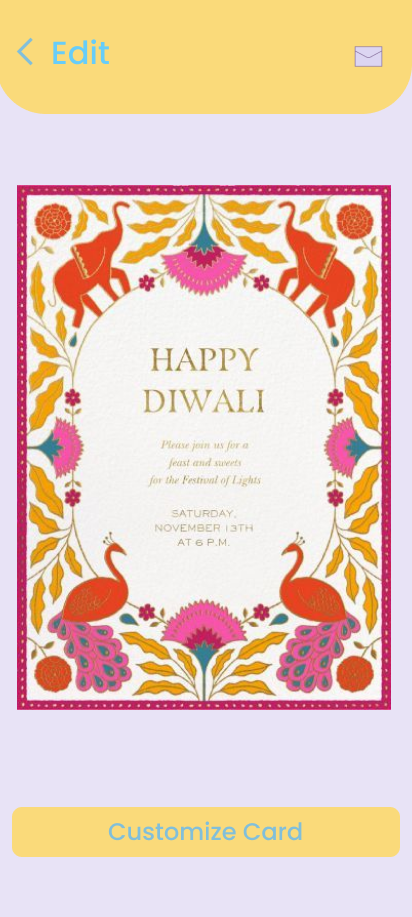 Edit
HAPPY
DIWALI
Please join us for a
feast and sweets
for the Festival of Lights
SATURDAY,
NOVEMBER 13TH
AT 6 P.M.
Customize Card